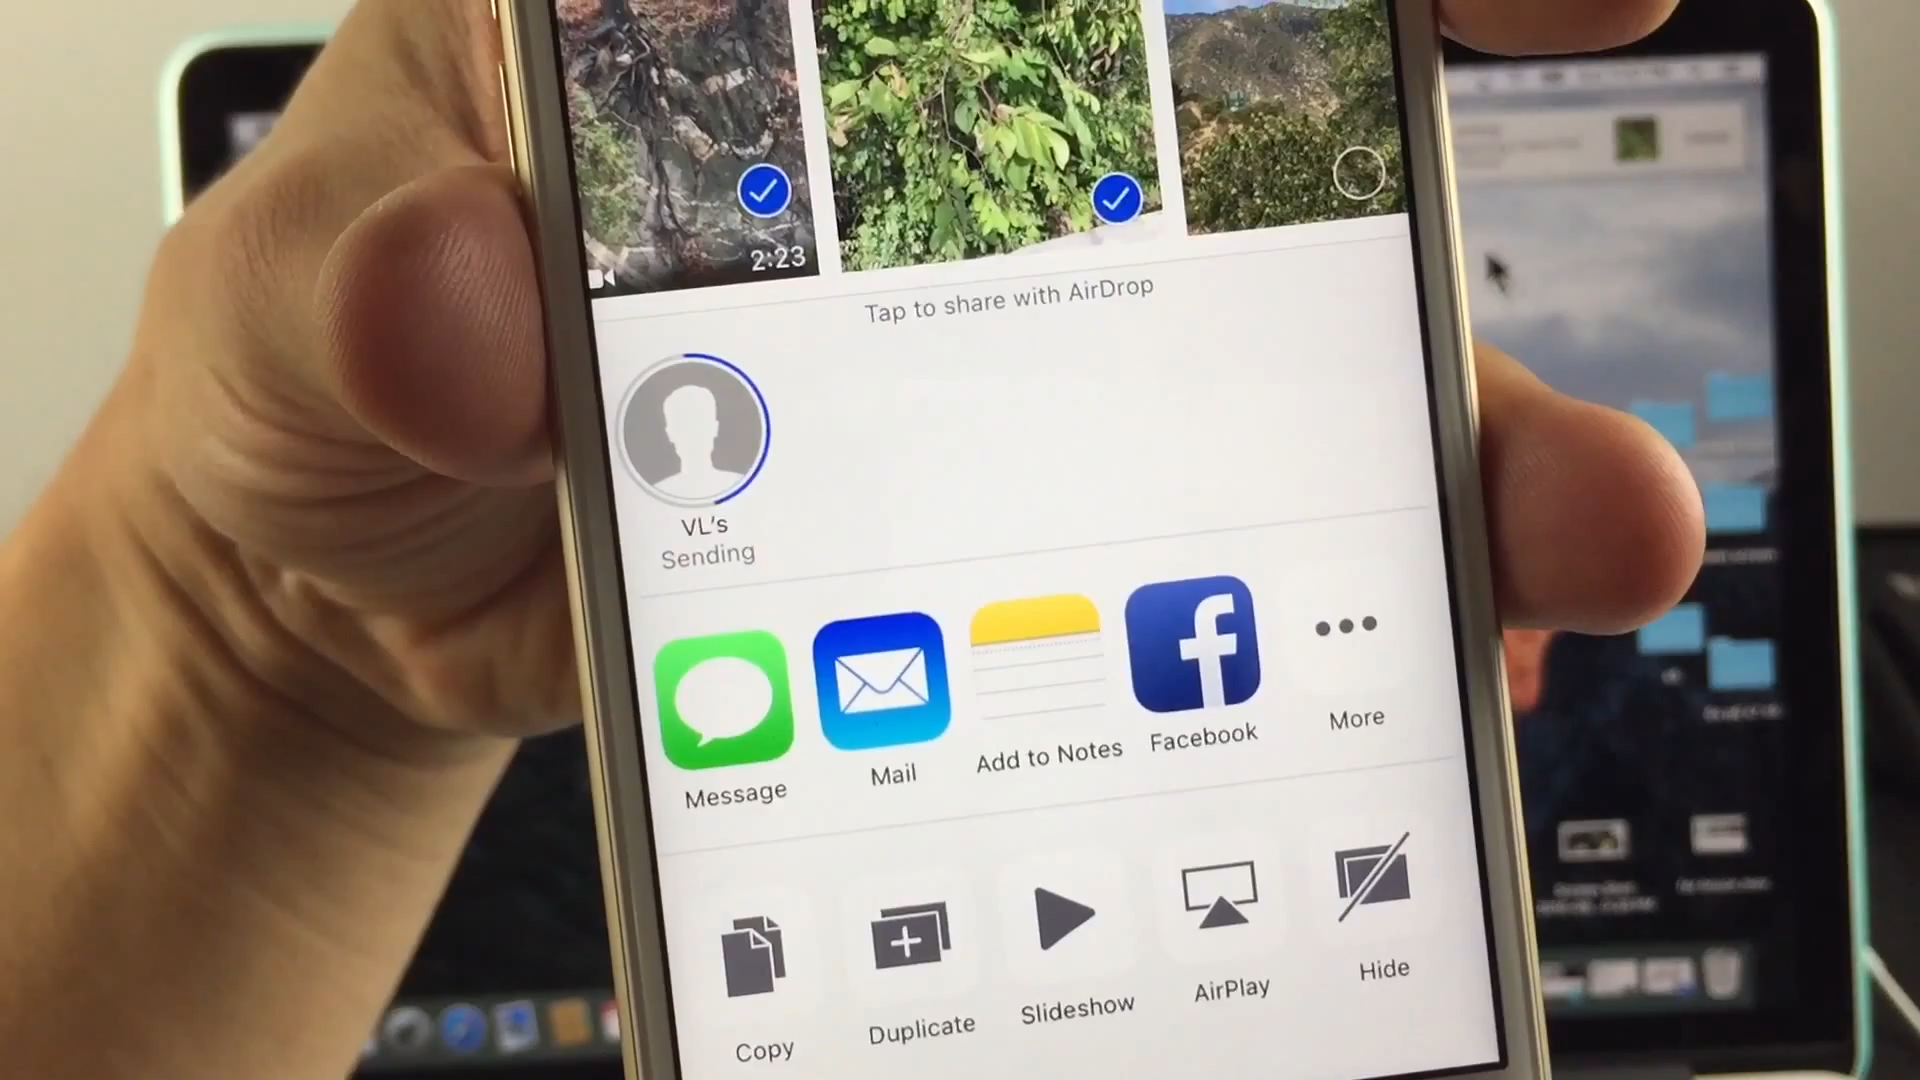 2:23
Tap to share with AirDrop
VL's
Sending
Message
Mail
Add to Notes
Facebook
More
Copy
Duplicate
Slideshow
AirPlay
Hide